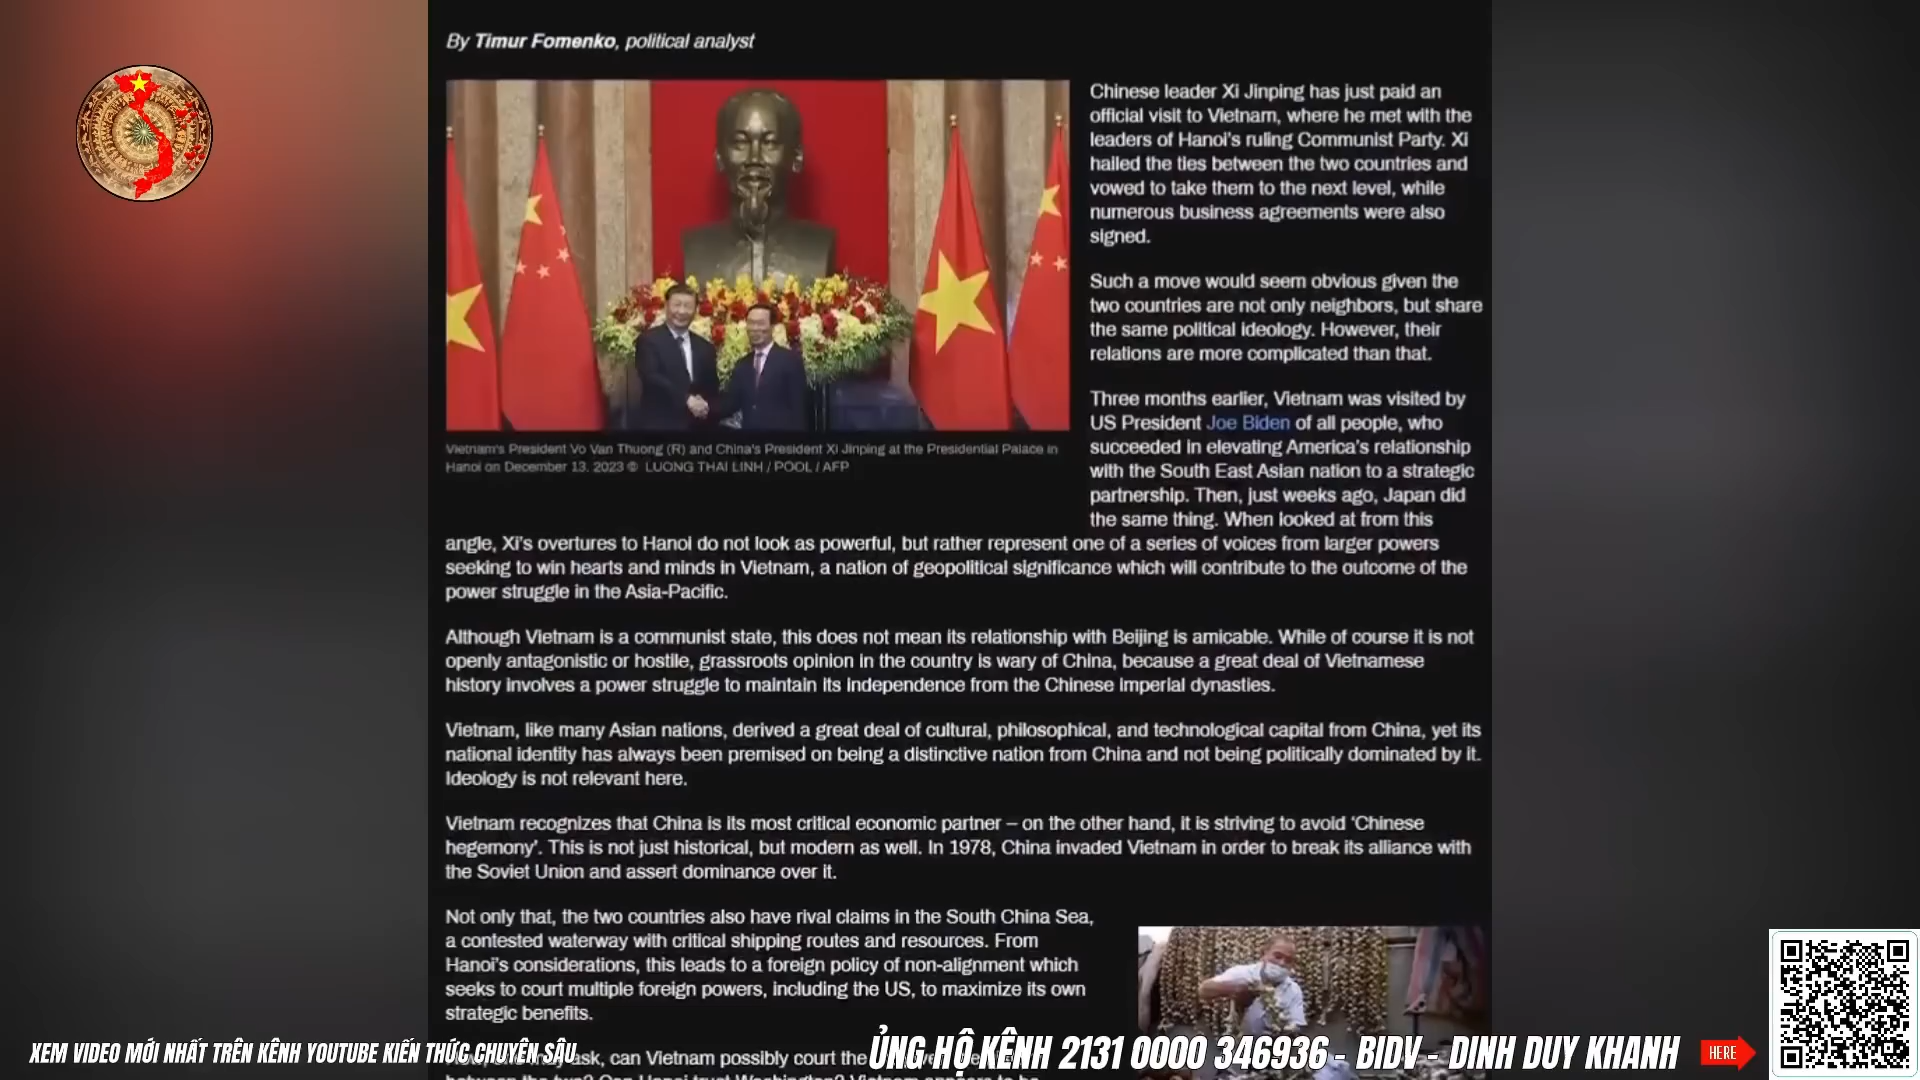 By Timur Fomenko, political analyst
Chinese leader Xi Jinping has just paid an
official visit to Vietnam, where he met with the
leaders of Hanoi's ruling Communist Party. Xi
hailed the ties between the two countries and
vowed to take them to the next level, while
numerous business agreements were also
signed.
Such a move would seem obvious given the
two countries are not only neighbors, but share
the same political ideology. However, their
relations are more complicated than that.
Three months earlier, Vietnam was visited by
US President Joe Biden of all people, who
succeeded in elevating America's relationship
with the South East Asian nation to a strategic
partnership. Then, just weeks ago, Japan did
the same thing. When looked at from this
Vietnam's President Vo Van Thuong (R) and China's President Xi Jinping at the Presidential Palace in
Hanoi on December 13, 2023 © LUONG THAI LINH / POOL / AFP
angle, Xi's overtures to Hanoi do not look as powerful, but rather represent one of a series of voices from larger powers
seeking to win hearts and minds in Vietnam, a nation of geopolitical significance which will contribute to the outcome of the
power struggle in the Asia-Pacific.
Although Vietnam is a communist state, this does not mean its relationship with Beijing is amicable. While of course it is not
openly antagonistic or hostile, grassroots opinion in the country is wary of China, because a great deal of Vietnamese
history involves a power struggle to maintain its independence from the Chinese imperial dynasties.
Vietnam, like many Asian nations, derived a great deal of cultural, philosophical, and technological capital from China, yet its
national identity has always been premised on being a distinctive nation from China and not being politically dominated by it.
Ideology is not relevant here.
Vietnam recognizes that China is its most critical economic partner – on the other hand, it is striving to avoid 'Chinese
hegemony'. This is not just historical, but modern as well. In 1978, China invaded Vietnam in order to break its alliance with
the Soviet Union and assert dominance over it.
Not only that, the two countries also have rival claims in the South China Sea,
a contested waterway with critical shipping routes and resources. From
Hanoi's considerations, this leads to a foreign policy of non-alignment which
seeks to court multiple foreign powers, including the US, to maximize its own
strategic benefits.
ask, can Vietnam possibly court the
XEM VIDEO MỚI NHẤT TRÊN KÊNH YOUTUBE KIẾN THỨC CHUYÊN SÂU
ỦNG HỘ KÊNH 2131 0000 346936 - BIDV - DINH DUY KHANH
HERE